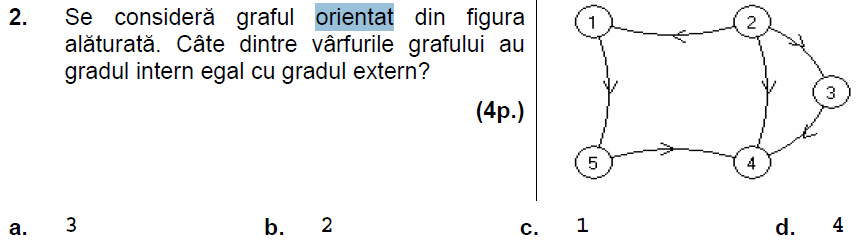 2. Se consideră graful orientat din figura
alăturată. Câte dintre vârfurile grafului au
gradul intern egal cu gradul extern?
(4p.)
1 2
3
5 4
a. 3 b. 2 c. 1 d. 4